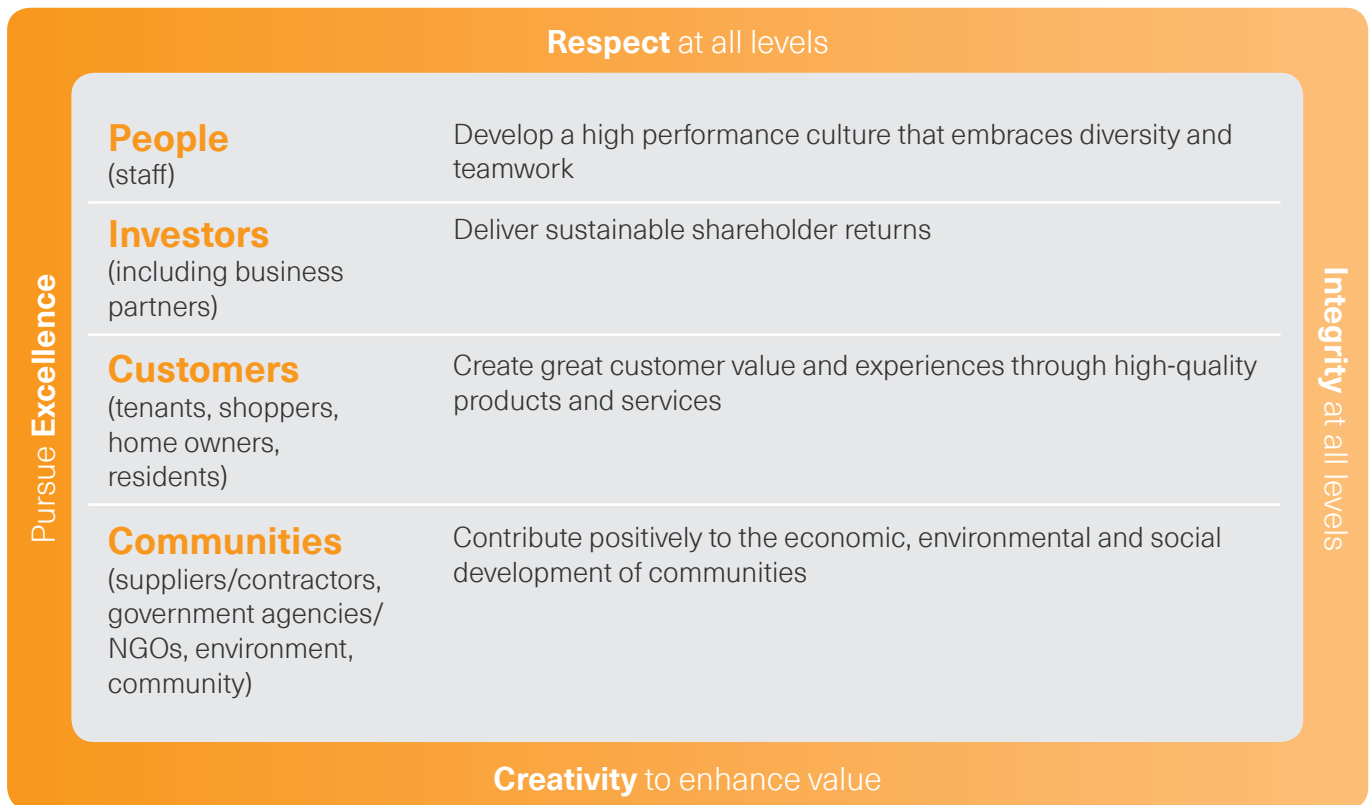 Respect at all levels
People
(staff)
Develop a high performance culture that embraces diversity and
teamwork
Investors
(including business
partners)
Deliver sustainable shareholder returns
Customers
(tenants, shoppers,
home owners,
residents)
Create great customer value and experiences through high-quality
products and services
Communities
(suppliers/contractors,
government agencies/
NGOs, environment,
community)
Contribute positively to the economic, environmental and social
development of communities
Pursue Excellence
Integrity at all levels
Creativity to enhance value